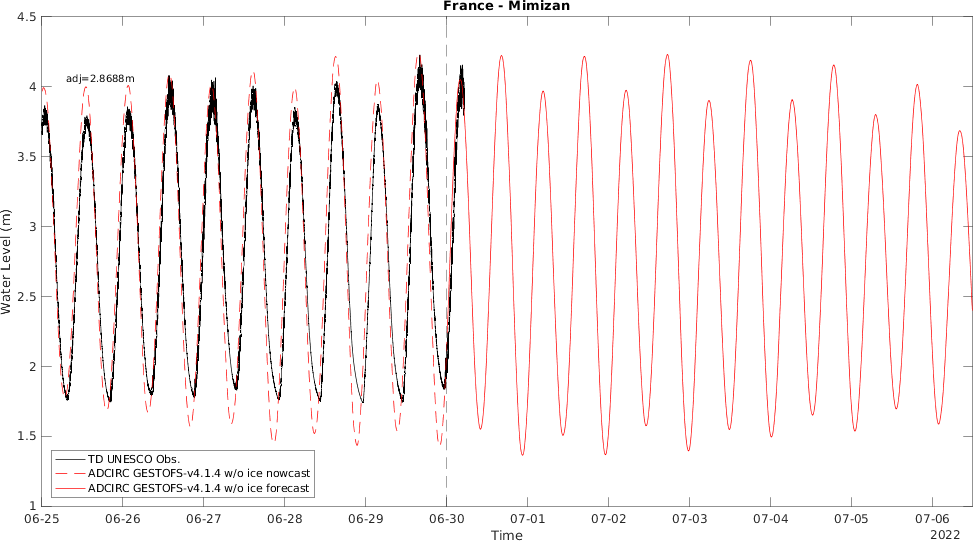 France - Mimizan
4.5
4
3.5
3
2.5
2
1.5
1
Water Level (m)
adj=2.8688m
TD UNESCO Obs.
ADCIRC GESTOFS-v4.1.4 w/o ice nowcast
ADCIRC GESTOFS-v4.1.4 w/o ice forecast
06-25 06-26 06-27 06-28 06-29 06-30 07-01 07-02 07-03 07-04 07-05 07-06
Time
2022